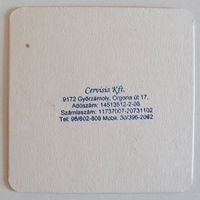 Cervisia Kft.
9172 Győrzámoly, Orgona út 17.
Adószám: 14513512-2-08
Számlaszám: 11737007-20731102
Tel: 96/602-808 Mobil: 30/396-2062